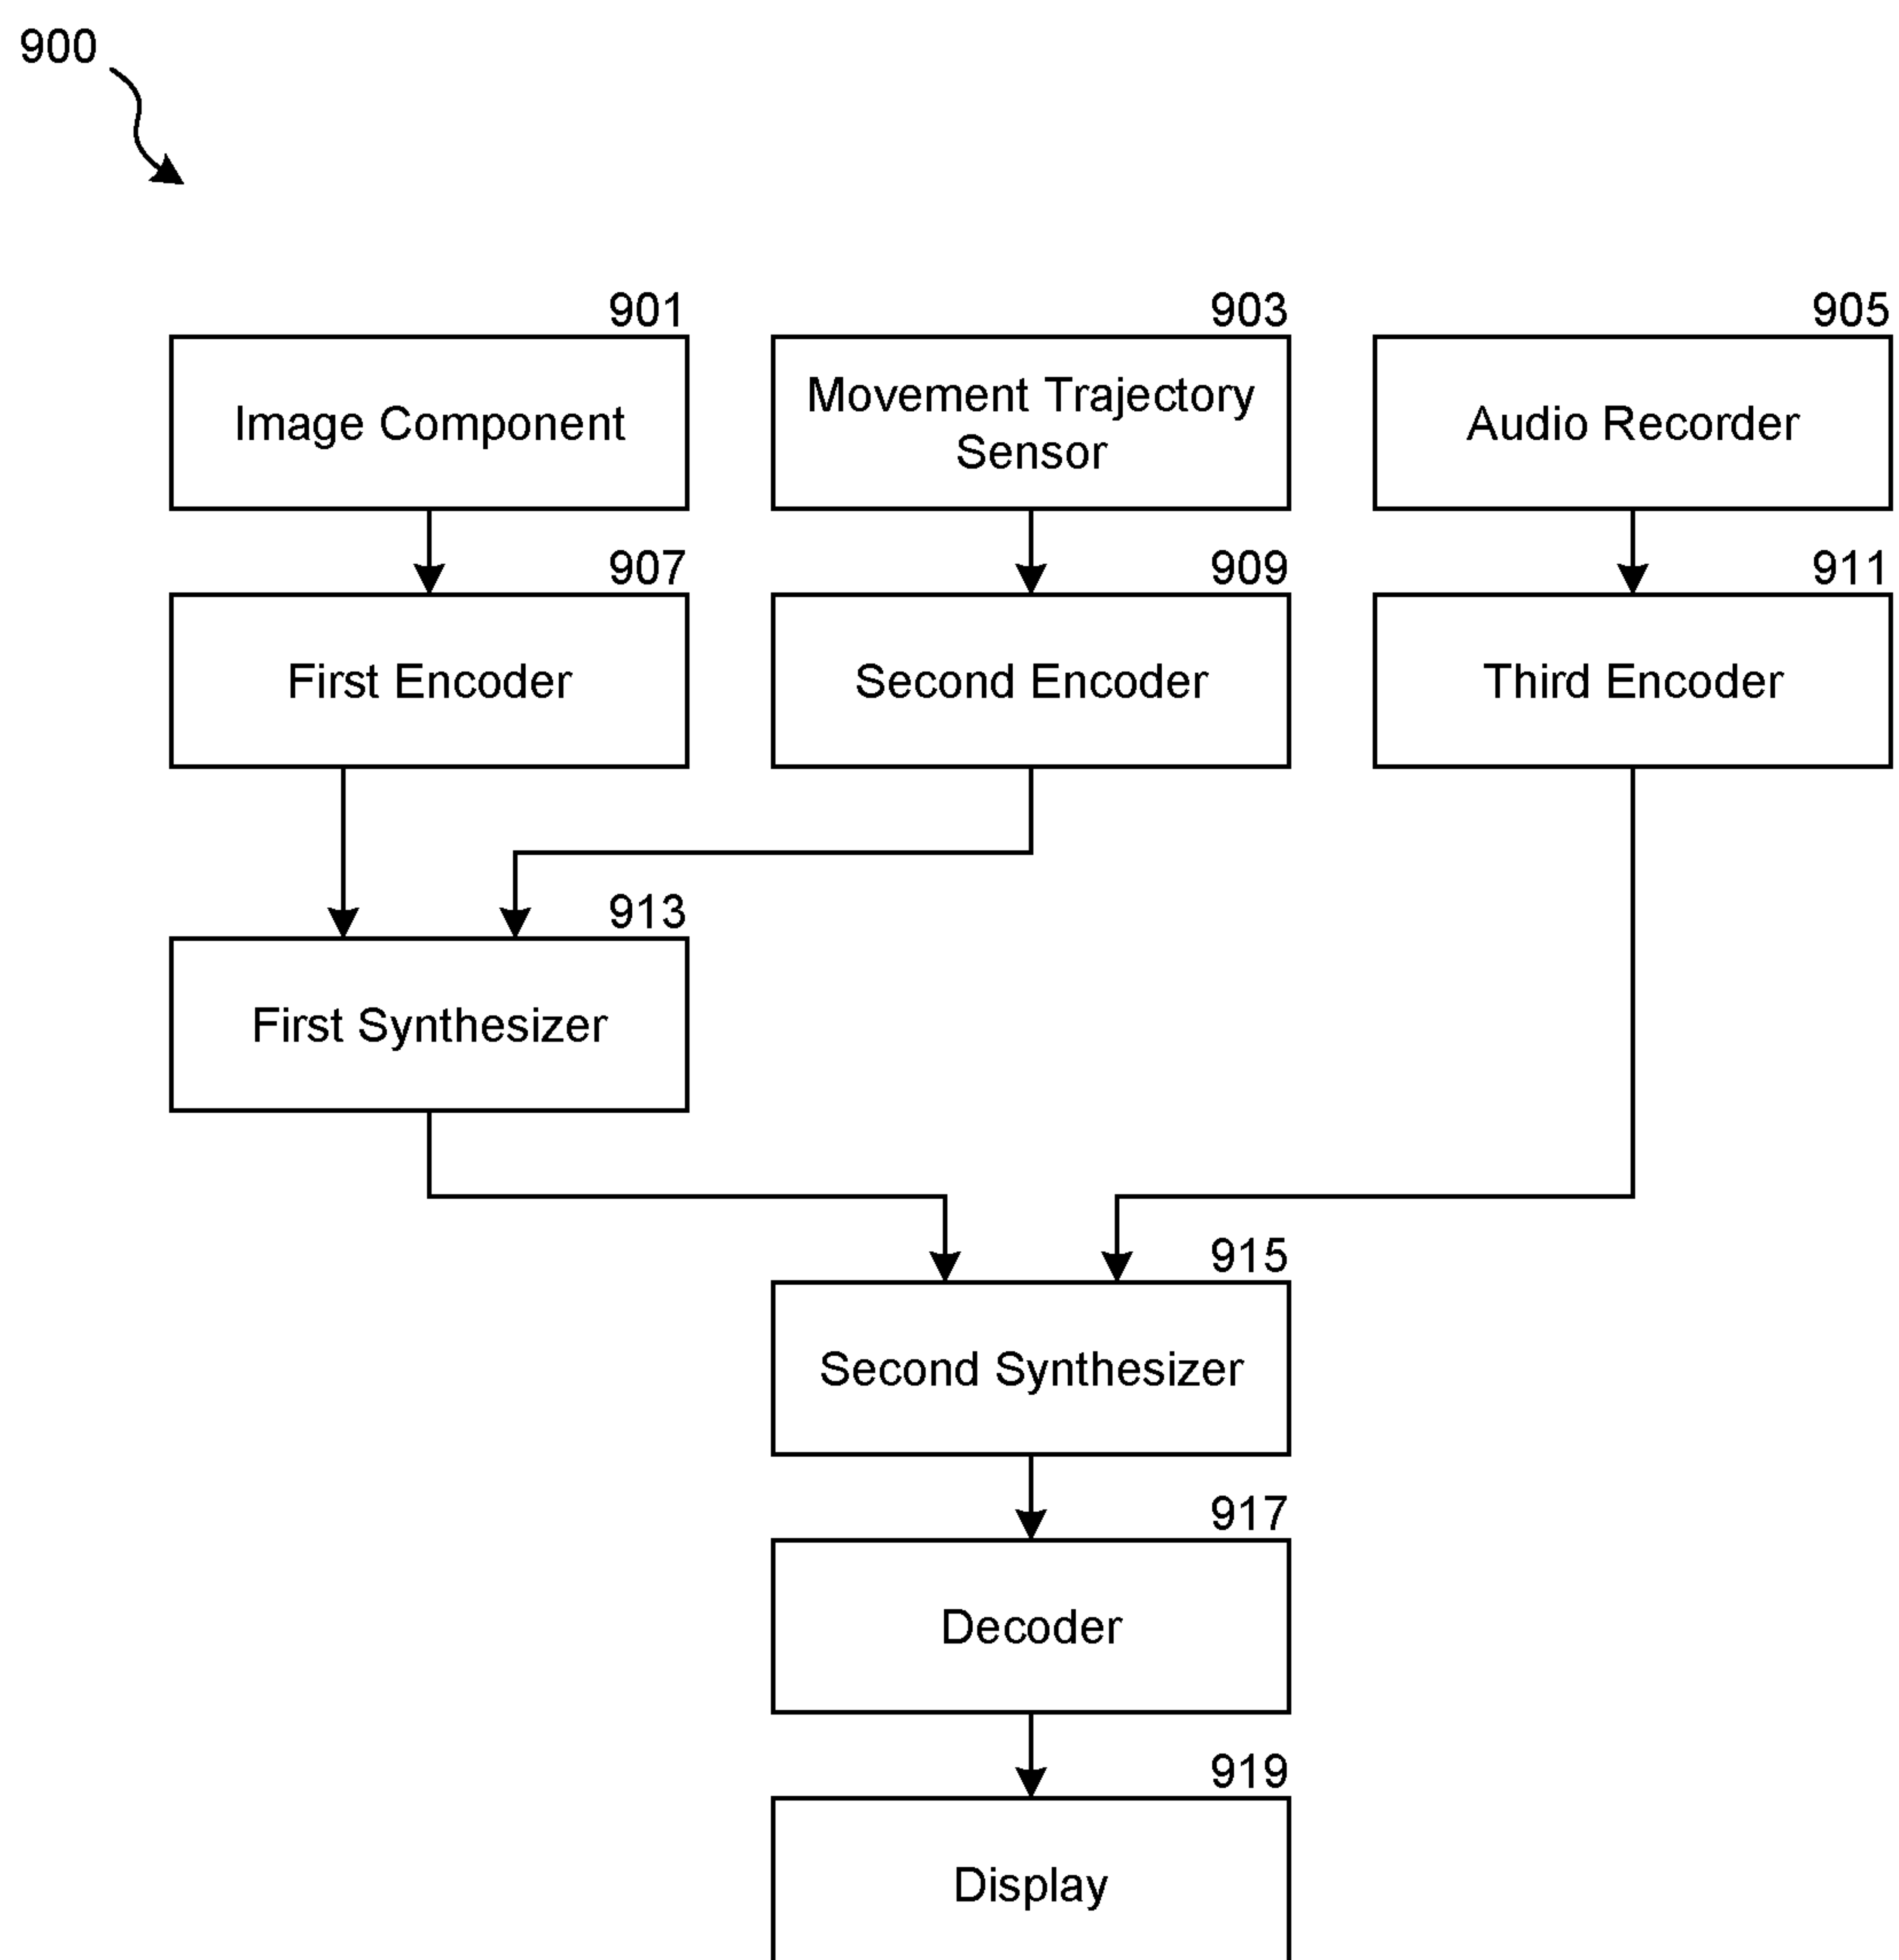 900
901
903
905
Image Component
Movement Trajectory
Sensor
Audio Recorder
907
909
911
First Encoder
Second Encoder
Third Encoder
913
First Synthesizer
915
Second Synthesizer
917
Decoder
919
Display